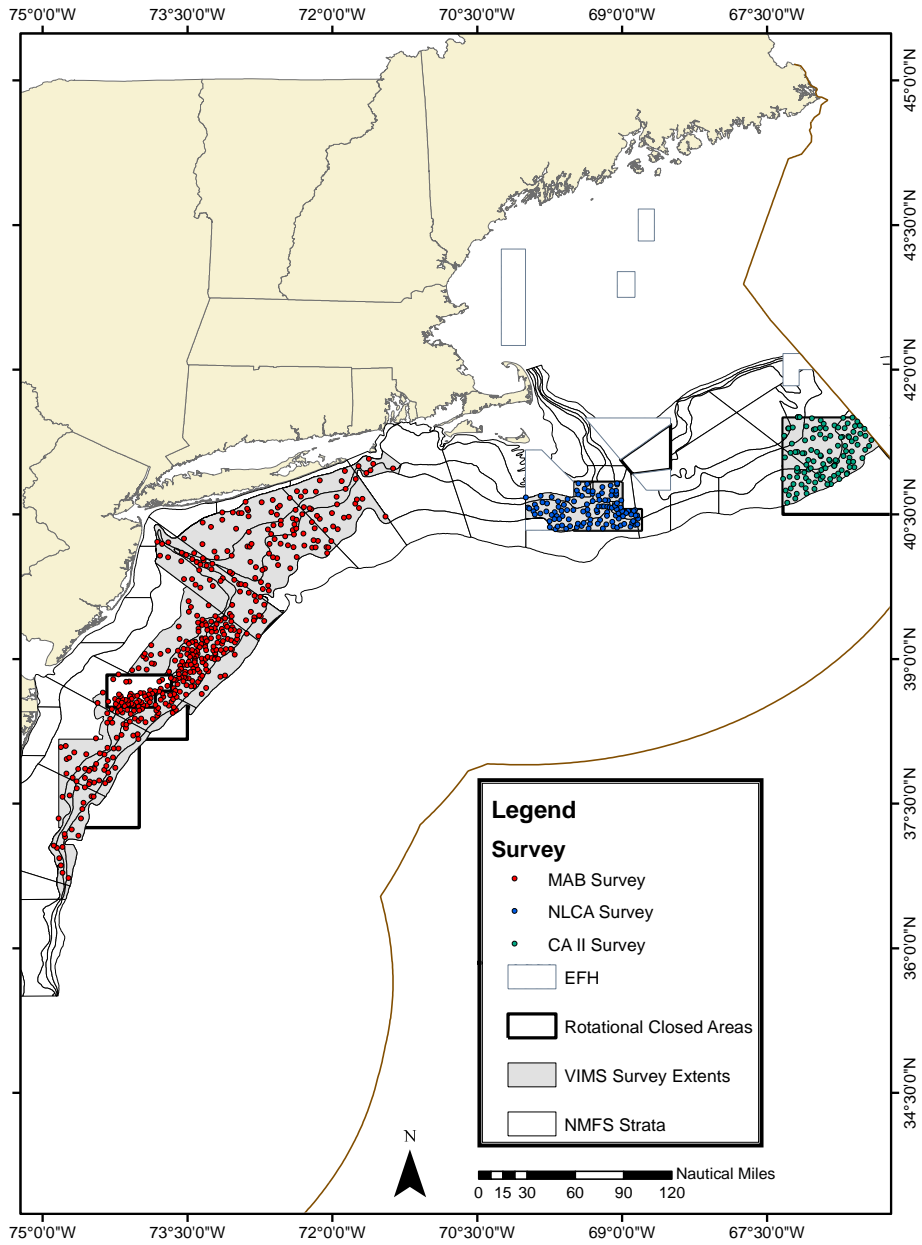 75°0'0"W 73°30'0"W 72°0'0"W 70°30'0"W 69°0'0"W 67°30'0"W
45°0'0"N
43°30'0"N
42°0'0"N
40°30'0"N
39°0'0"N
37°30'0"N
36°0'0"N
34°30'0"N
Legend
Survey
MAB Survey
NLCA Survey
CA II Survey
EFH
Rotational Closed Areas
VIMS Survey Extents
NMFS Strata
N
Nautical Miles
0 15 30 60 90 120
75°0'0"W 73°30'0"W 72°0'0"W 70°30'0"W 69°0'0"W 67°30'0"W